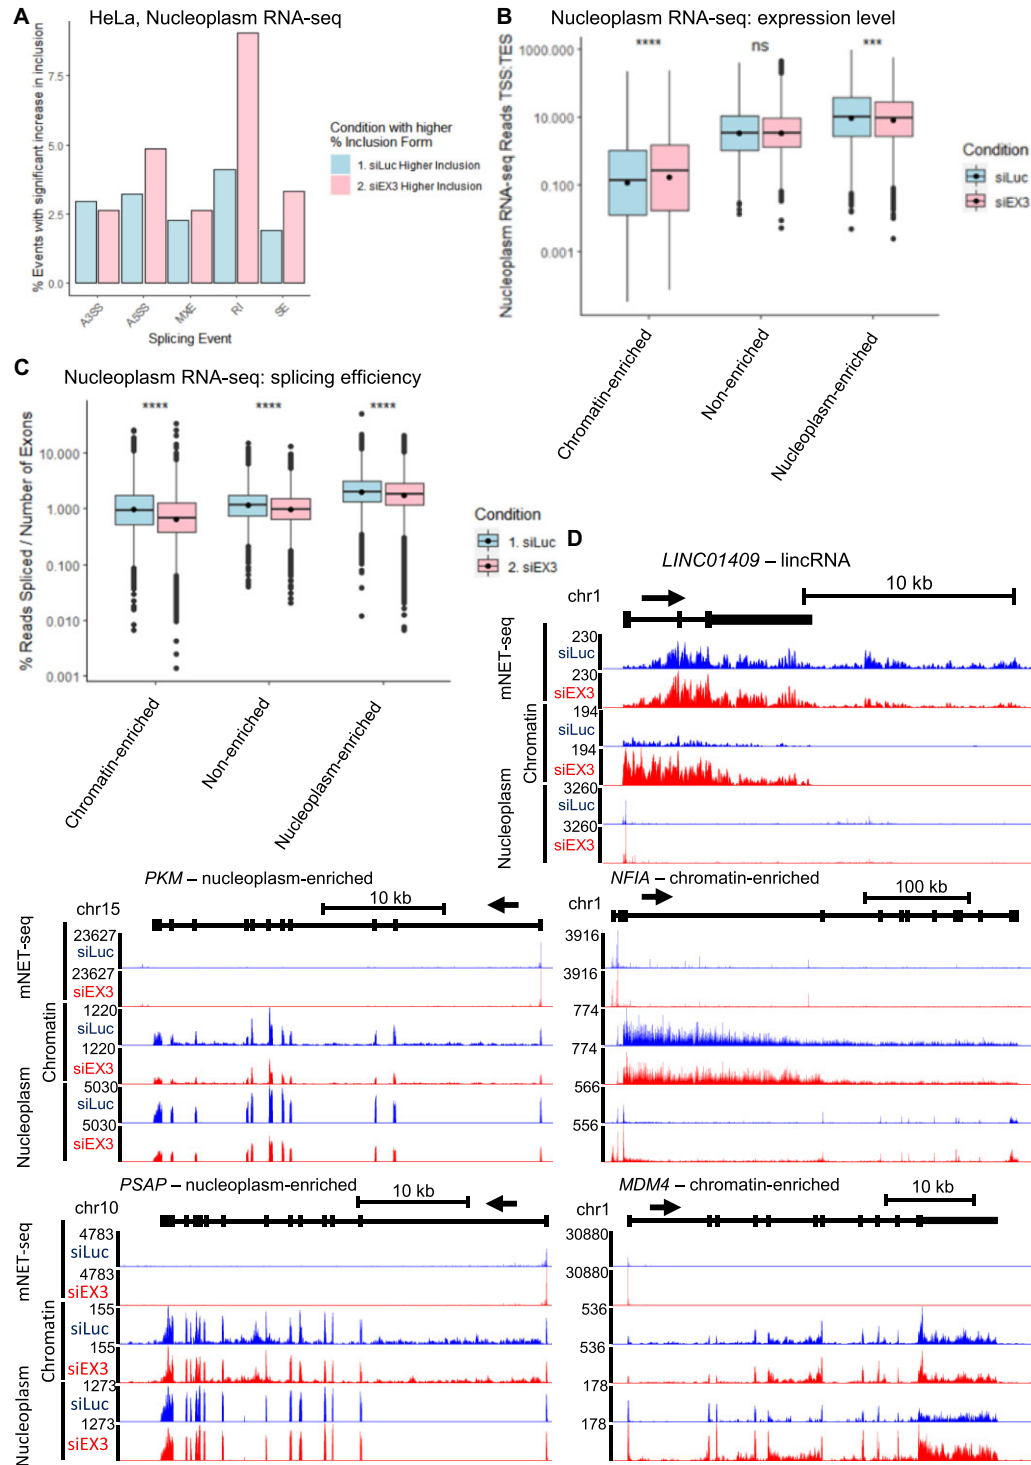 A
HeLa, Nucleoplasm RNA-seq
% Events with significant increase in inclusion
7.5
5.0
2.5
0.0
A3SS
A5SS
MXE
RI
SE
Splicing Event
Condition with higher
% Inclusion Form
1. siLuc Higher Inclusion
2. siEX3 Higher Inclusion
B
Nucleoplasm RNA-seq: expression level
Nucleoplasm RNA-seq Reads TSS:TES
1000.000
10.000
0.100
0.001
****
ns
***
Chromatin-enriched
Non-enriched
Nucleoplasm-enriched
Condition
siLuc
siEX3
C
Nucleoplasm RNA-seq: splicing efficiency
% Reads Spliced / Number of Exons
10.000
1.000
0.100
0.010
0.001
****
****
****
Chromatin-enriched
Non-enriched
Nucleoplasm-enriched
Condition
1. siLuc
2. siEX3
D
LINC01409 – lincRNA
chr1
10 kb
mNET-seq
230
siLuc
230
siEX3
Chromatin
194
siLuc
194
siEX3
Nucleoplasm
3260
siLuc
3260
siEX3
PKM – nucleoplasm-enriched
chr15
10 kb
mNET-seq
23627
siLuc
23627
siEX3
Chromatin
1220
siLuc
1220
siEX3
Nucleoplasm
5030
siLuc
5030
siEX3
NFIA – chromatin-enriched
chr1
100 kb
3916
3916
774
774
566
556
PSAP – nucleoplasm-enriched
chr10
10 kb
mNET-seq
4783
siLuc
4783
siEX3
Chromatin
155
siLuc
155
siEX3
Nucleoplasm
1273
siLuc
1273
siEX3
MDM4 – chromatin-enriched
chr1
10 kb
30880
30880
536
536
178
178